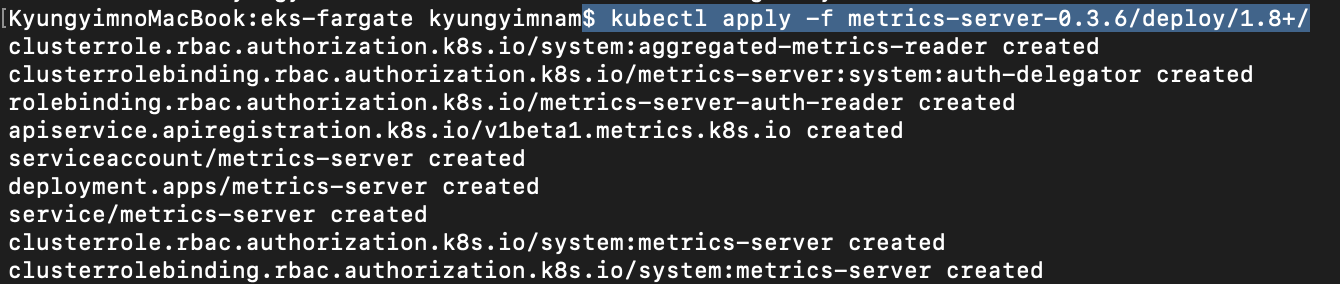 [KyungyimnoMacBook:eks-fargate kyungyimnam$ kubectl apply -f metrics-server-0.3.6/deploy/1.8+/
clusterrole.rbac.authorization.k8s.io/system:aggregated-metrics-reader created
clusterrolebinding.rbac.authorization.k8s.io/metrics-server:system:auth-delegator created
rolebinding.rbac.authorization.k8s.io/metrics-server-auth-reader created
apiservice.apiregistration.k8s.io/v1beta1.metrics.k8s.io created
serviceaccount/metrics-server created
deployment.apps/metrics-server created
service/metrics-server created
clusterrole.rbac.authorization.k8s.io/system:metrics-server created
clusterrolebinding.rbac.authorization.k8s.io/system:metrics-server created